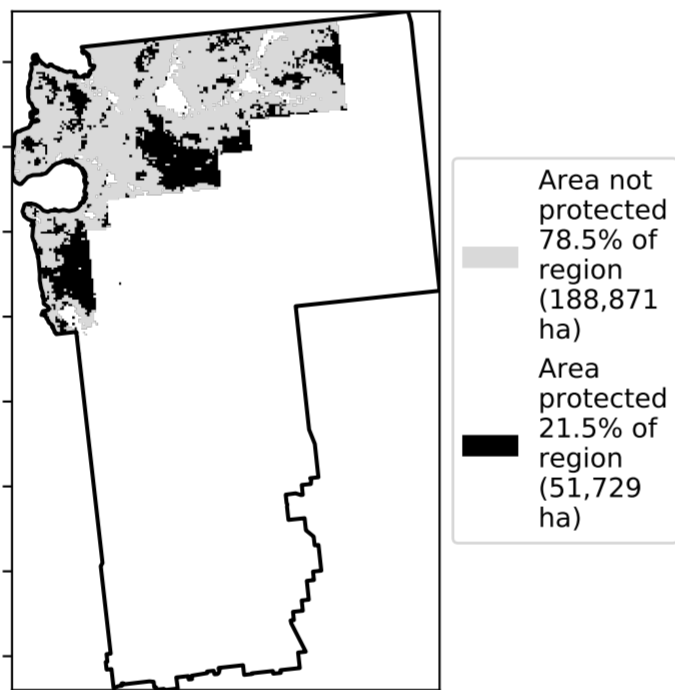 Area not
protected
78.5% of
region
(188,871
ha)
Area
protected
21.5% of
region
(51,729
ha)